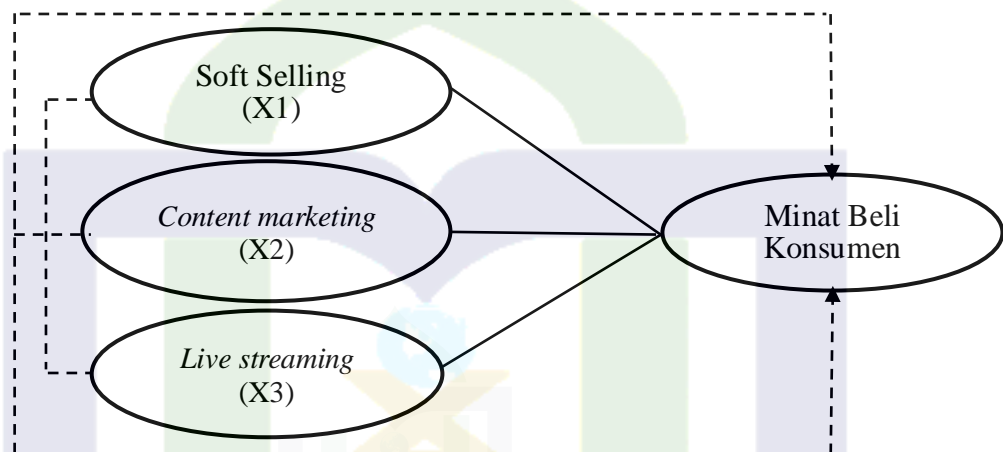 Soft Selling
(X1)
Content marketing
(X2)
Live streaming
(X3)
Minat Beli
Konsumen